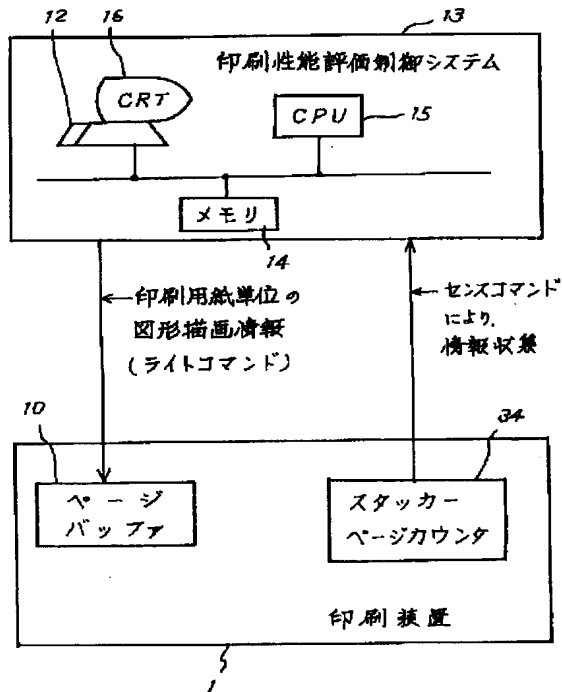 12
16
13
印刷性能評価制御システム
CRT
CPU
15
メモリ
14
印刷用紙単位の
図形描画情報
(ライトコマンド)
センスコマンド
により、
情報状態
10
34
ページ
バッファ
スタッカー
ページカウンタ
印刷装置
1